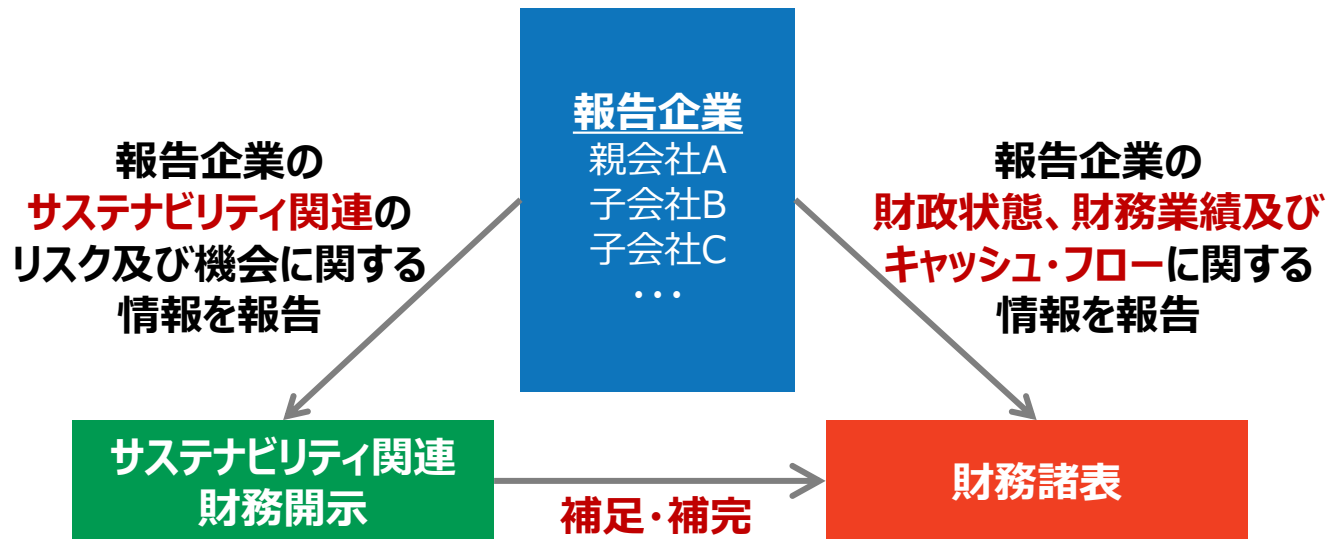 報告企業
親会社A
子会社B
子会社C
・・・
報告企業の
サステナビリティ関連の
リスク及び機会に関する
情報を報告
報告企業の
財政状態、財務業績及び
キャッシュ・フローに関する
情報を報告
サステナビリティ関連
財務開示
補足・補完
財務諸表